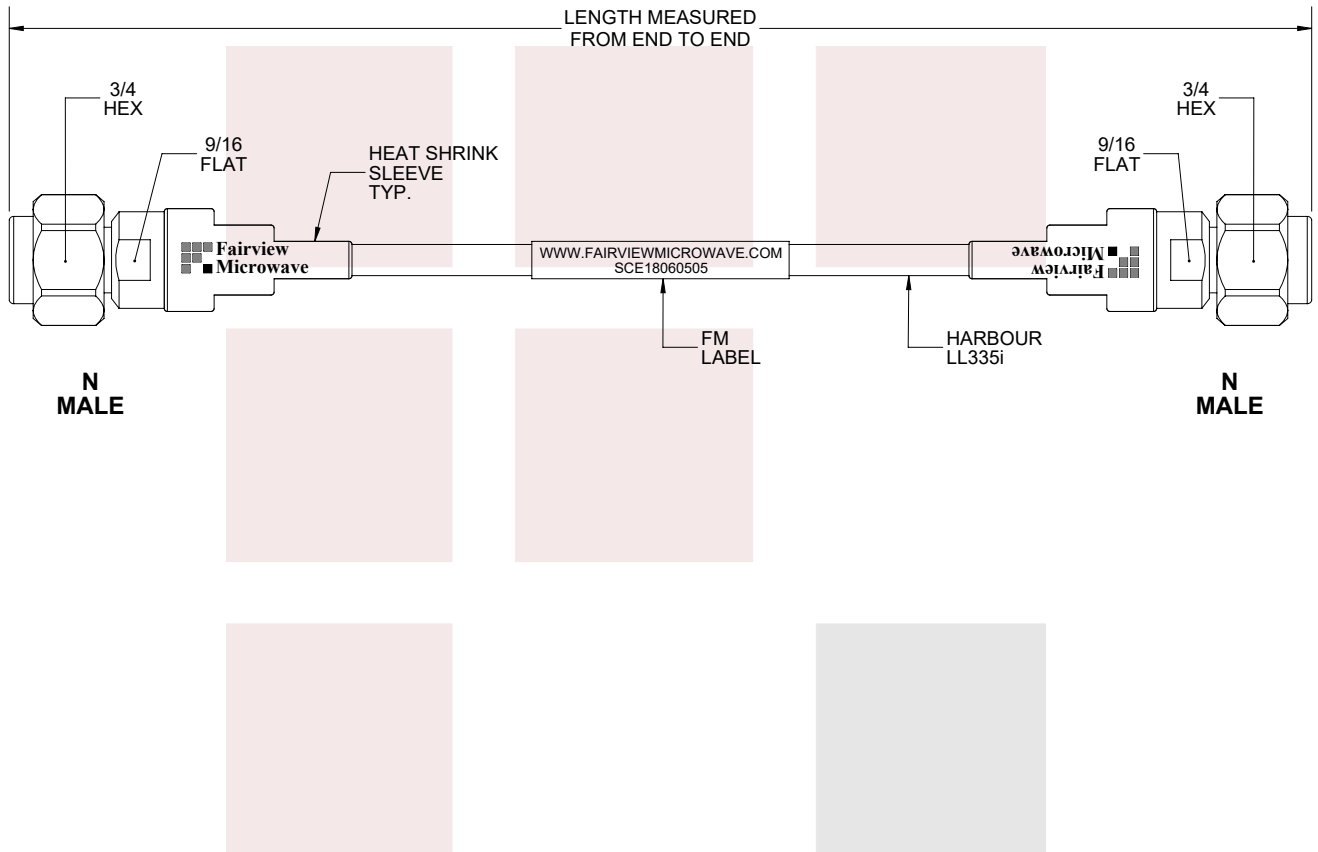 LENGTH MEASURED
FROM END TO END
3/4
HEX
9/16
FLAT
HEAT SHRINK
SLEEVE
TYP.
9/16
FLAT
3/4
HEX
Fairview
Microwave
WWW.FAIRVIEWMICROWAVE.COM
SCE18060505
Fairview
Microwave
FM
LABEL
HARBOUR
LL335i
N
MALE
N
MALE